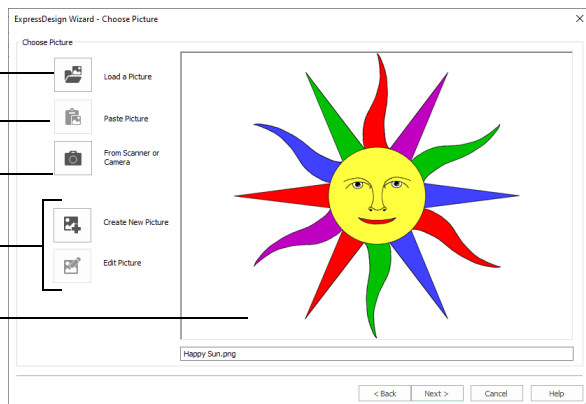 ExpressDesign Wizard - Choose Picture
Choose Picture
Load a Picture
Paste Picture
From Scanner or
Camera
Create New Picture
Edit Picture
Happy Sun.png
< Back
Next >
Cancel
Help